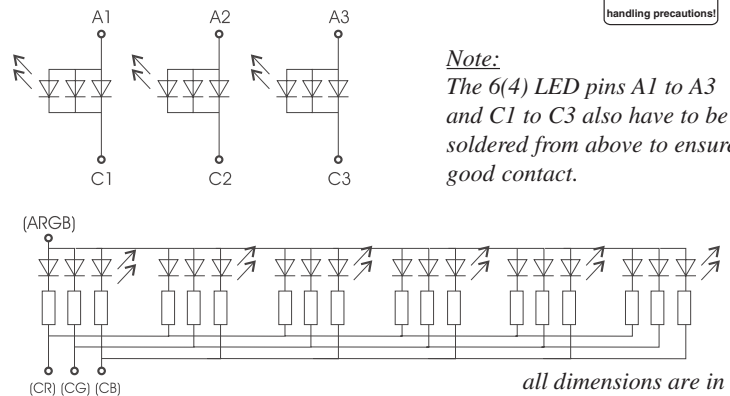 handling precautions!
A1 A2 A3
Note:
The 6(4) LED pins A1 to A3
and C1 to C3 also have to be
soldered from above to ensure
good contact.
C1 C2 C3
(ARGB)
(CR) (CG) (CB)
all dimensions are in